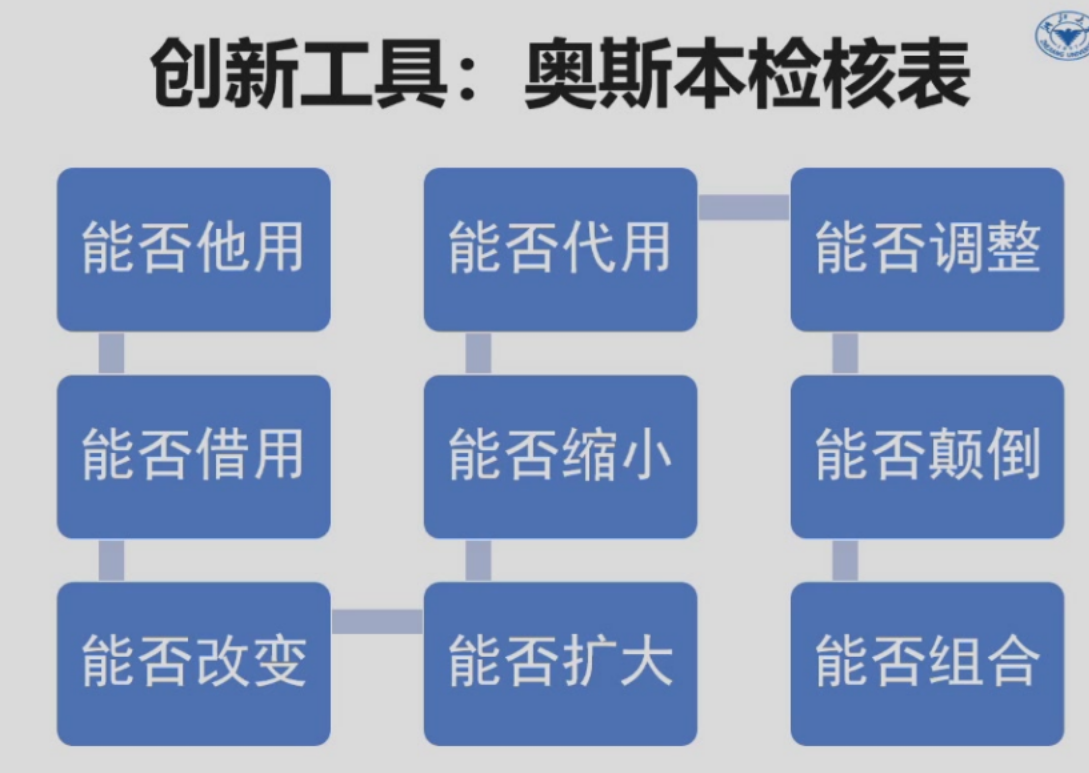 创新工具：奥斯本检核表
能否他用
能否借用
能否改变
能否扩大
能否缩小
能否代用
能否调整
能否颠倒
能否组合